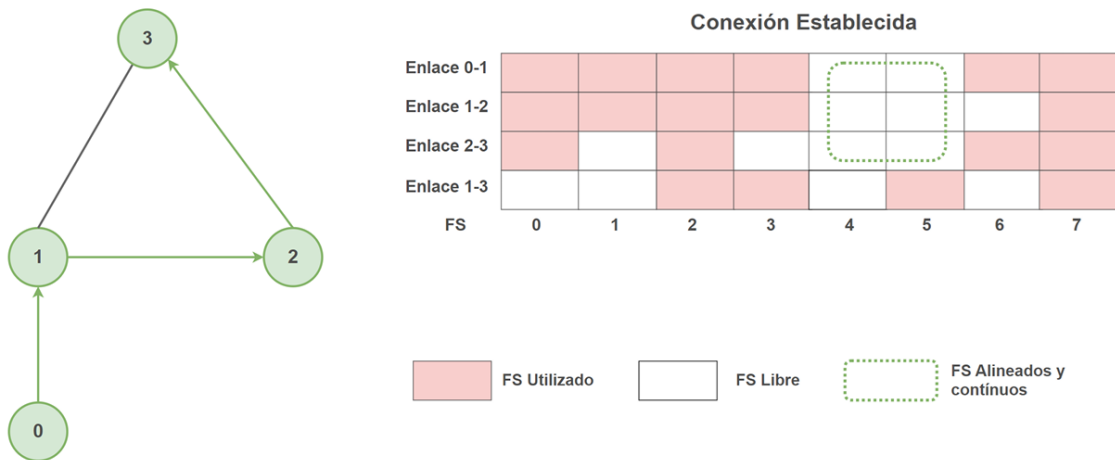 3
1
2
0
Conexión Establecida
Enlace 0-1
Enlace 1-2
Enlace 2-3
Enlace 1-3
FS 0 1 2 3 4 5 6 7
FS Utilizado
FS Libre
FS Alineados y
contínuos